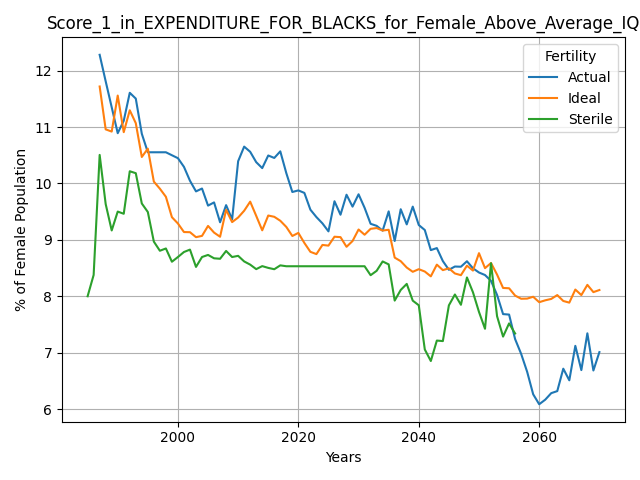 Score_1_in_EXPENDITURE_FOR_BLACKS_for_Female_Above_Average_IQ
Fertility
Actual
Ideal
Sterile
12
11
10
9
8
7
6
% of Female Population
2000
2020
2040
2060
Years